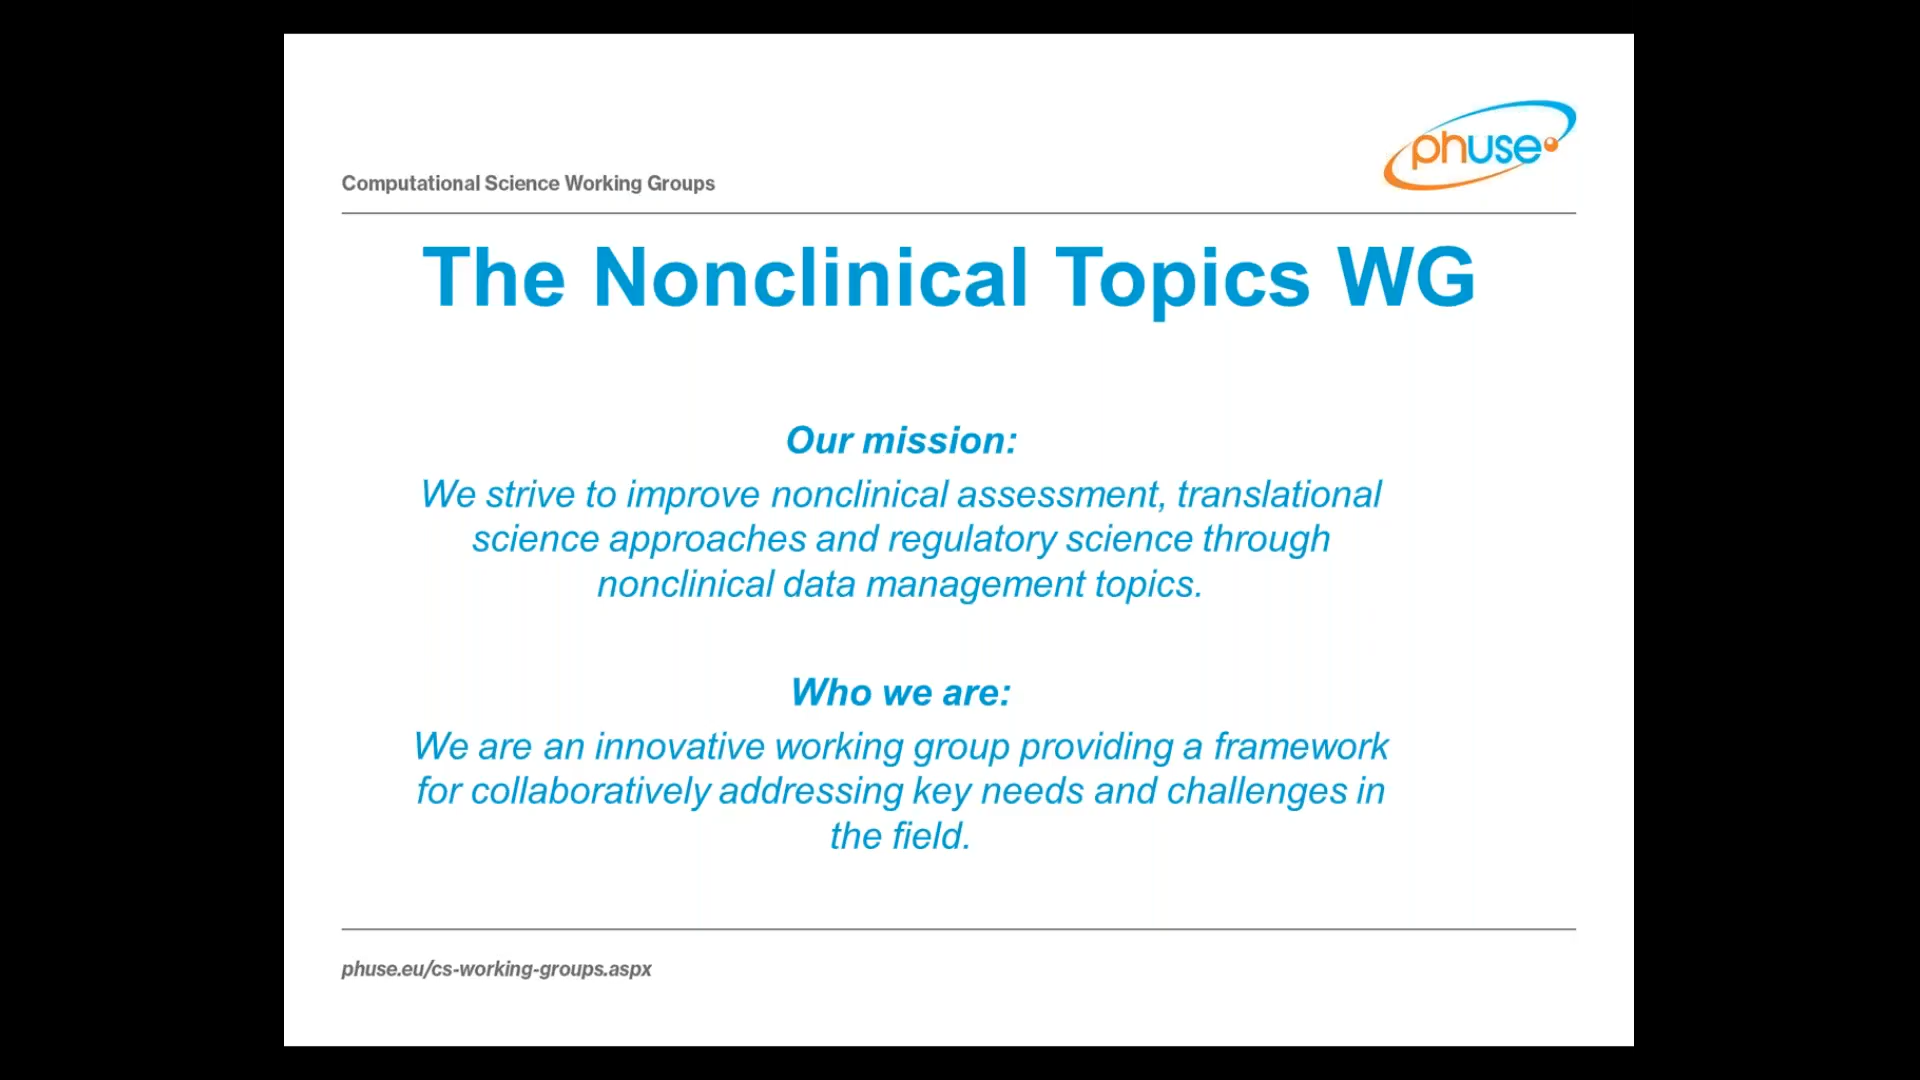 phuse
Computational Science Working Groups
The Nonclinical Topics WG
Our mission:
We strive to improve nonclinical assessment, translational
science approaches and regulatory science through
nonclinical data management topics.
Who we are:
We are an innovative working group providing a framework
for collaboratively addressing key needs and challenges in
the field.
phuse.eu/cs-working-groups.aspx